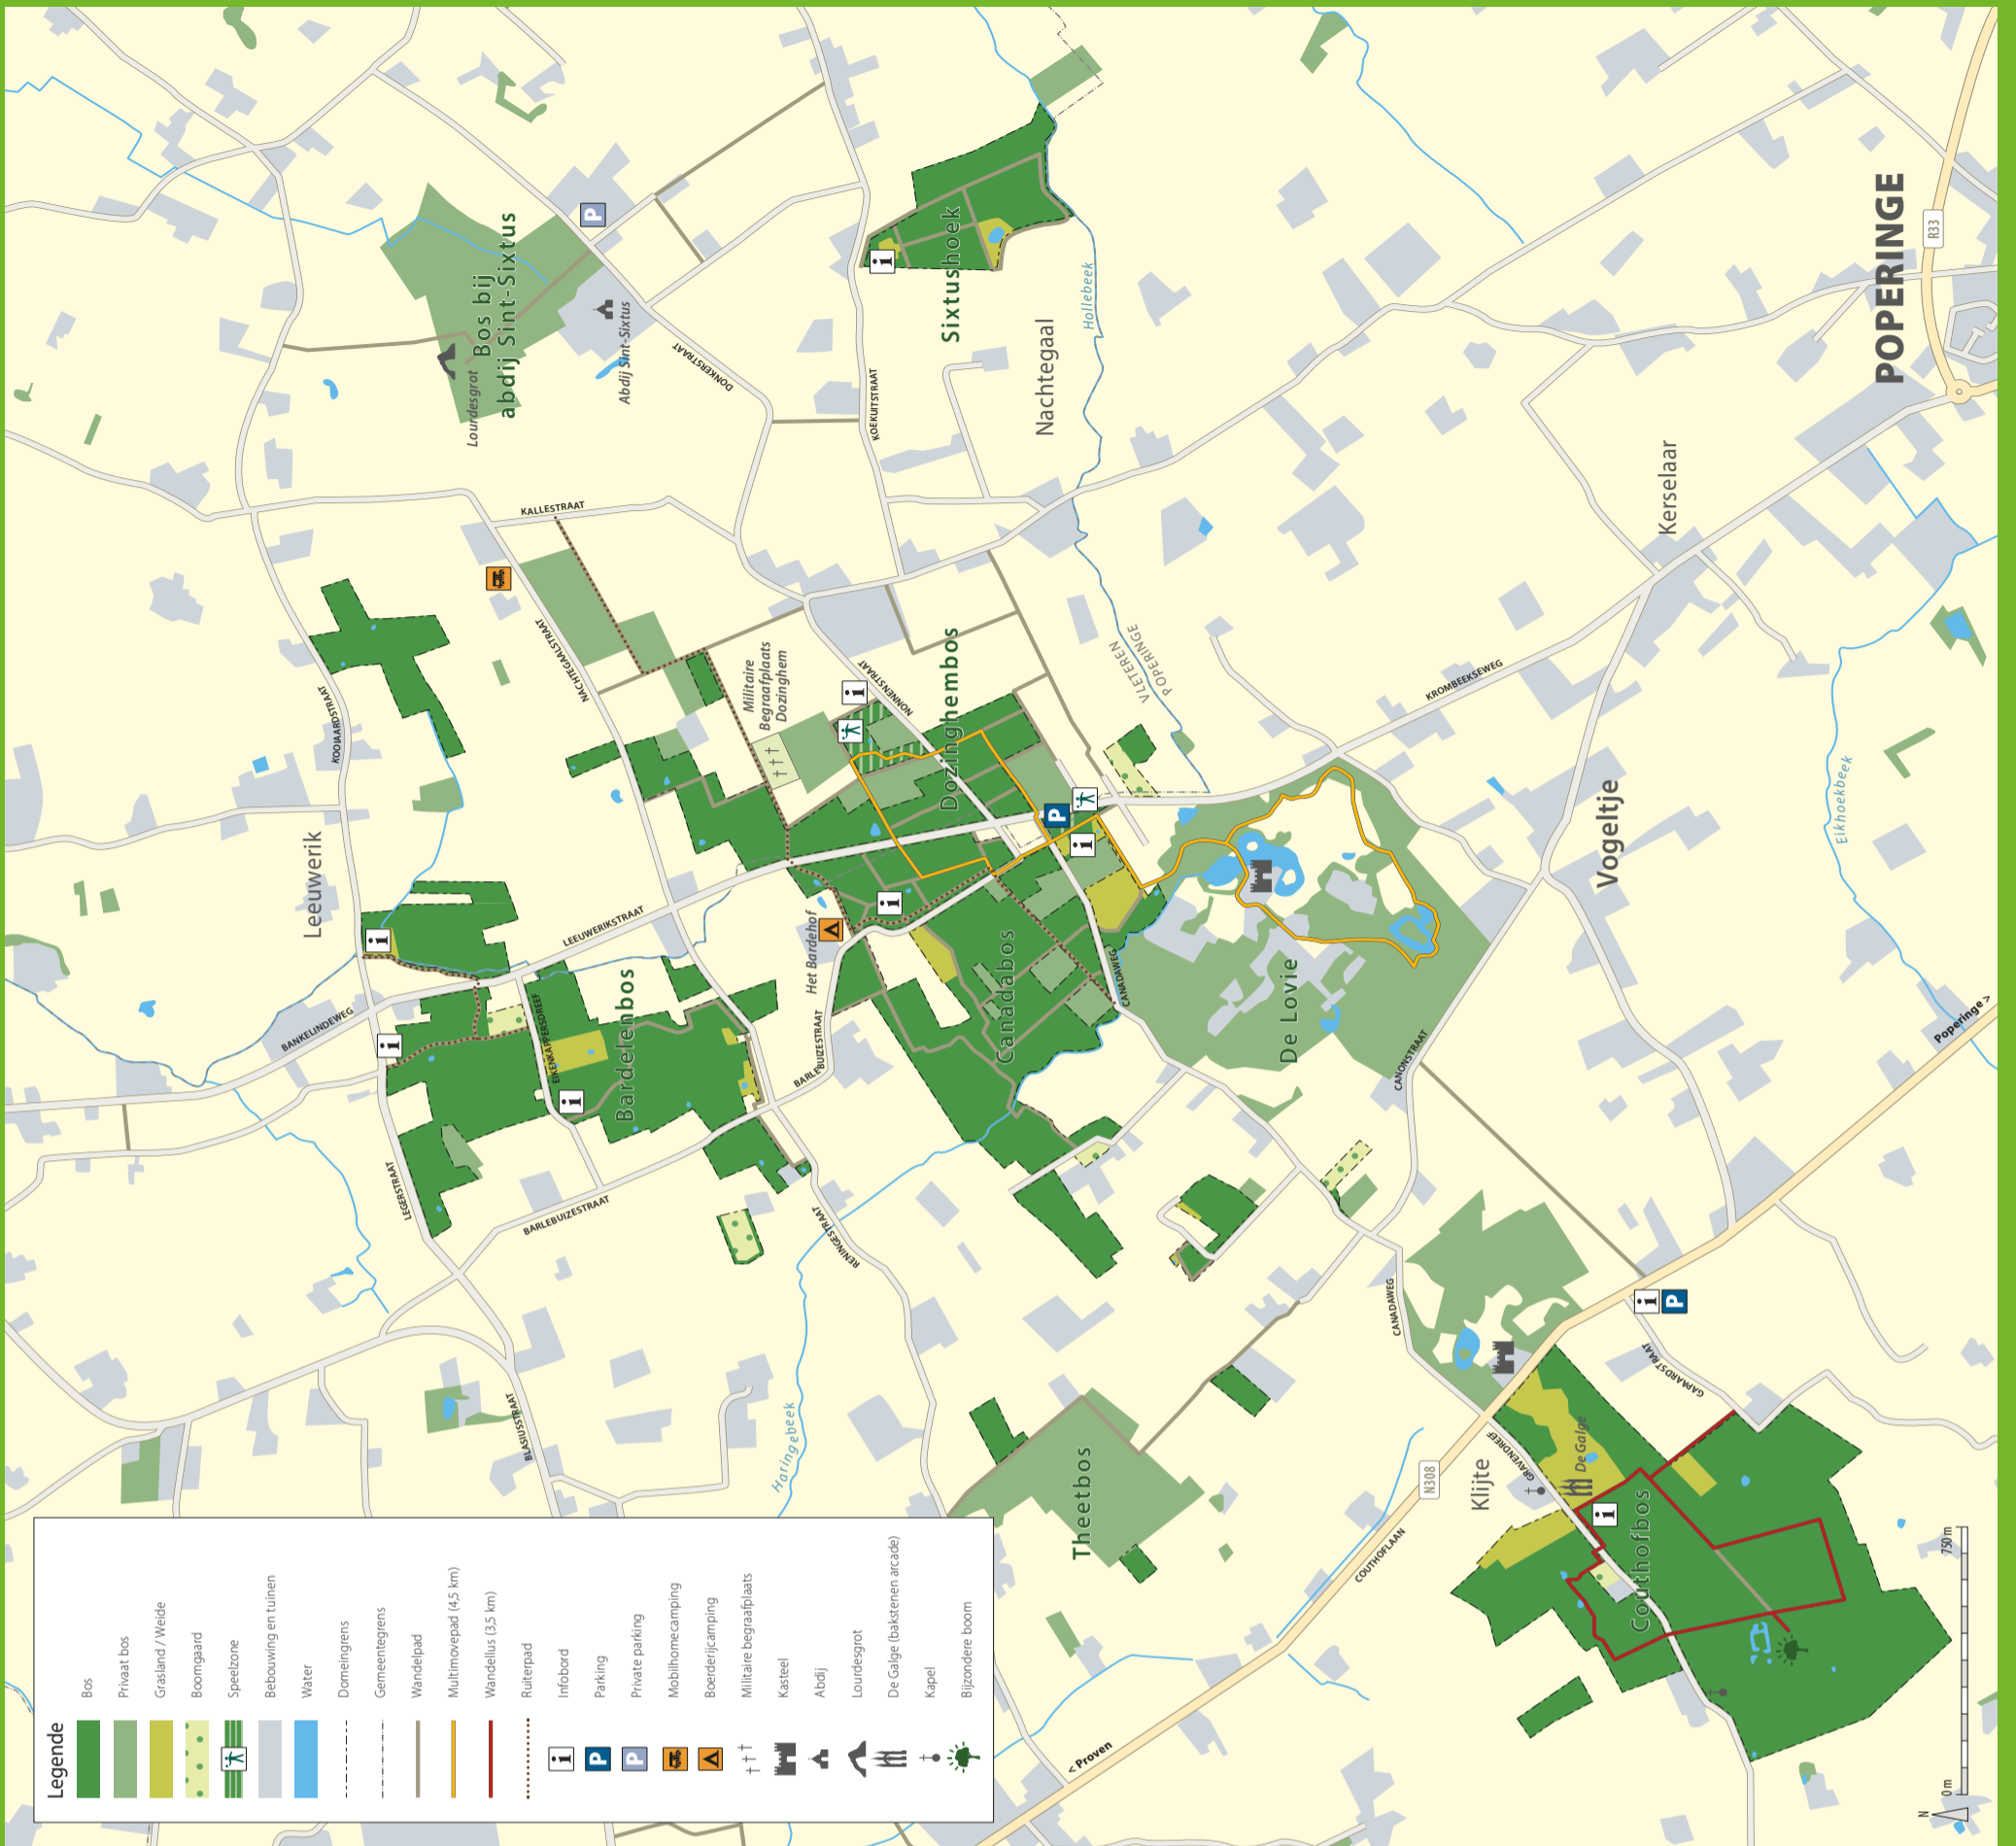 Legende
Bos
Privaat bos
Grasland / Weide
Boomgaard
Speelzone
Bebouwing en tuinen
Water
Domeingrens
Gemeentegrens
Wandelpad
Multimovepad (4,5 km)
Wandellus (3,5 km)
Ruiterpad
Infobord
Parking
Private parking
Mobilhomecamping
Boerderijcamping
Militaire begraafplaats
Kasteel
Abdij
Lourdesgrot
De Galge (bakstenen arcade)
Kapel
Bijzondere boom
i
P
P
Bos bij
abdij Sint-Sixtus
Lourdesgrot
Abdij Sint-Sixtus
P
DONKERSTRAAT
KOEKUITSTRAAT
Sixtushoek
i
Hollebeek
Nachtegaal
POPERINGE
R33
KALLESTRAAT
NACHTEGAALSTRAAT
KOOIAARDSTRAAT
Leeuwerik
i
Militaire
Begraafplaats
Dozinghem
NONNENSTRAAT
i
Dozinghembos
VLETEREN
POPERINGE
KROMBEEKSEWEG
Kerselaar
Vogeltje
Eikhoekbeek
LEEUWERIKSTRAAT
BANKELINDEWEG
i
EIKENKAPPERSDREEF
i
Bardelenbos
LEGERSTRAAT
BARLEBUIZESTRAAT
Het Bardehof
i
BARLEBUIZESTRAAT
Canadabos
P
i
CANADAWEG
De Lovie
CANONSTRAAT
Poperinge >
RENINGESTRAAT
BLASIUSSTRAAT
Haringebeek
Theetbos
CANADAWEG
i
P
GAPAARDSTRAAT
N308
COUTHOFLAAN
Klijte
GRAVENDREEF
De Galge
i
Couthofbos
< Proven
N
0 m
750 m